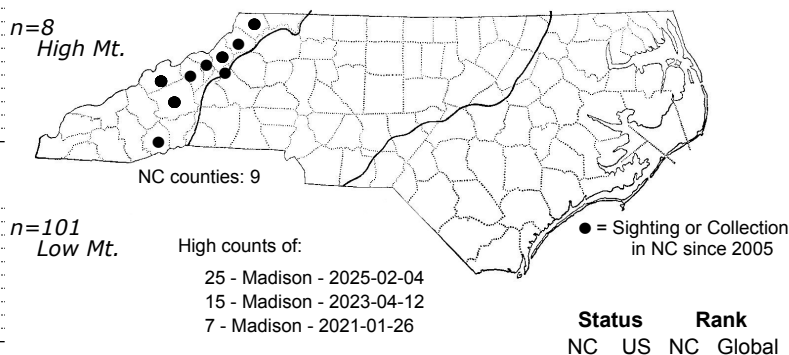 n=8
High Mt.
NC counties: 9
n=101
Low Mt.
High counts of:
25 - Madison - 2025-02-04
15 - Madison - 2023-04-12
7 - Madison - 2021-01-26
● = Sighting or Collection
in NC since 2005
Status Rank
NC US NC Global